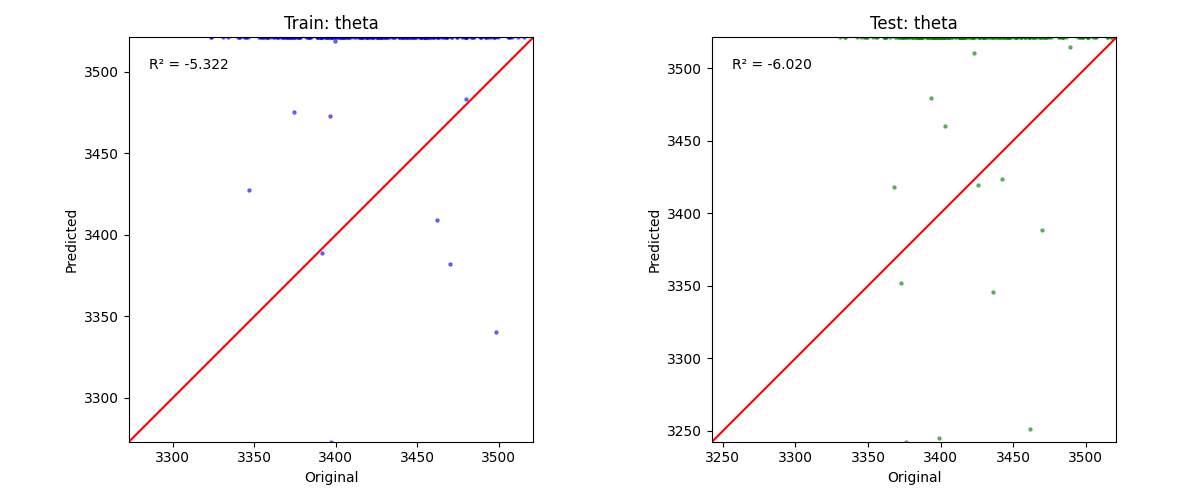 Train: theta
R² = -5.322
3500
3450
3400
3350
3300
Predicted
3300 3350 3400 3450 3500
Original
Test: theta
R² = -6.020
3500
3450
3400
3350
3300
3250
Predicted
3250 3300 3350 3400 3450 3500
Original